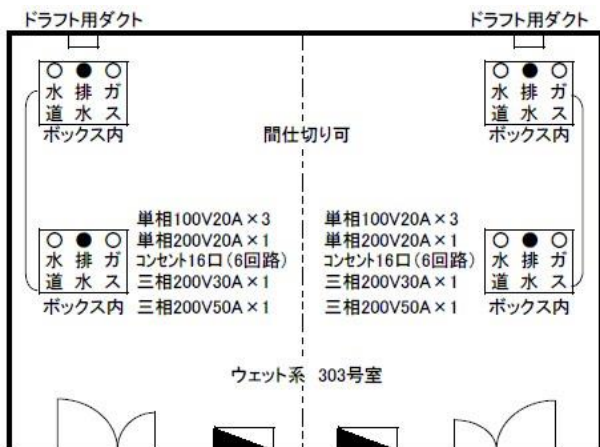 ドラフト用ダクト
ドラフト用ダクト
水 排 ガ
道 水 ス
ボックス内
水 排 ガ
道 水 ス
ボックス内
間仕切り可
単相100V20A×3
単相200V20A×1
コンセント16口(6回路)
三相200V30A×1
三相200V50A×1
単相100V20A×3
単相200V20A×1
コンセント16口(6回路)
三相200V30A×1
三相200V50A×1
水 排 ガ
道 水 ス
ボックス内
水 排 ガ
道 水 ス
ボックス内
ウェット系 303号室